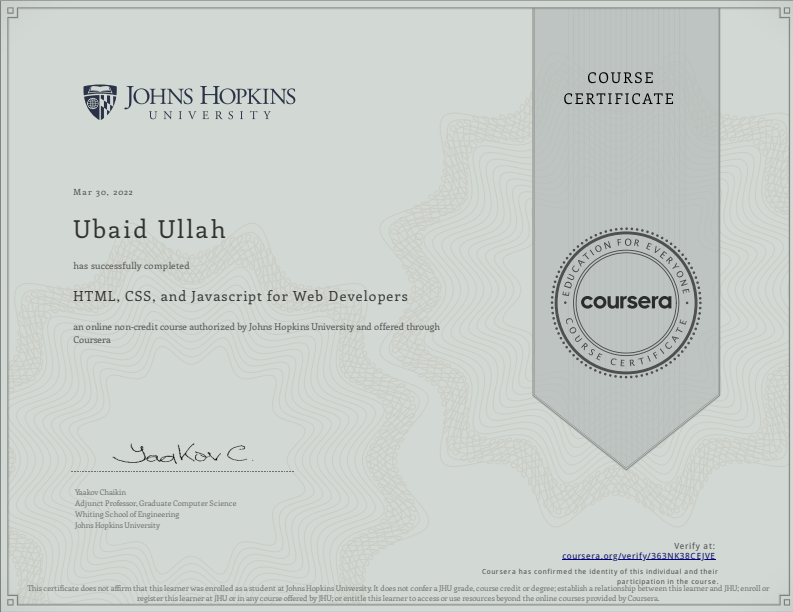 JOHNS HOPKINS
UNIVERSITY
COURSE
CERTIFICATE
Mar 30, 2022
Ubaid Ullah
has successfully completed
HTML, CSS, and Javascript for Web Developers
an online non-credit course authorized by Johns Hopkins University and offered through
Coursera
EDUCATION FOR EVERYONE
coursera
COURSE CERTIFICATE
Yaakov C.
Yaakov Chaikin
Adjunct Professor, Graduate Computer Science
Whiting School of Engineering
Johns Hopkins University
Verify at:
coursera.org/verify/363NK38CEJVE
Coursera has confirmed the identity of this individual and their
participation in the course.
This certificate does not affirm that this learner was enrolled as a student at Johns Hopkins University. It does not confer a JHU grade, course credit or degree; establish a relationship between this learner and JHU; enroll or
register this learner at JHU or in any course offered by JHU; or entitle this learner to access or use resources beyond the online courses provided by Coursera.